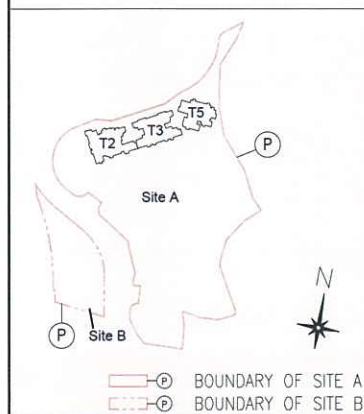 T5
T3
T2
P
Site A
N
P
Site B
P BOUNDARY OF SITE A
P BOUNDARY OF SITE B